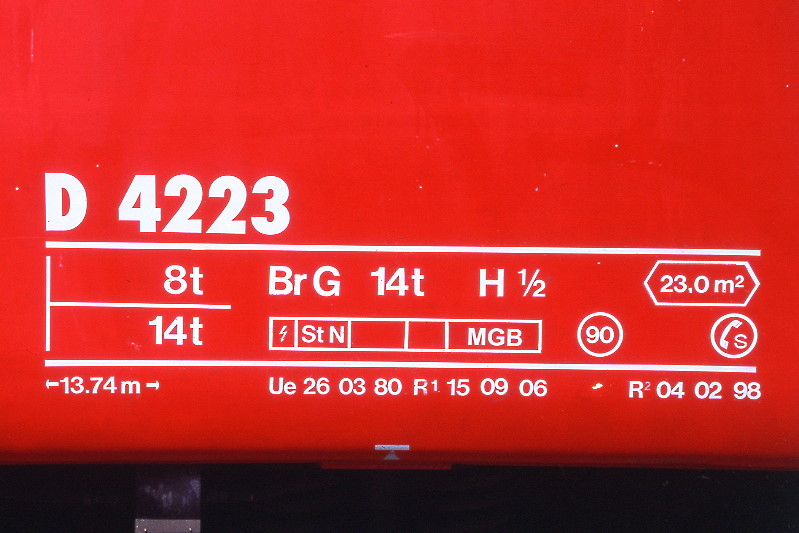 D 4223
8t Br G 14t H ½ 23.0 m²
14t St N MGB 90 S
←13.74 m→ Ue 26 03 80 R¹ 15 09 06 R² 04 02 98